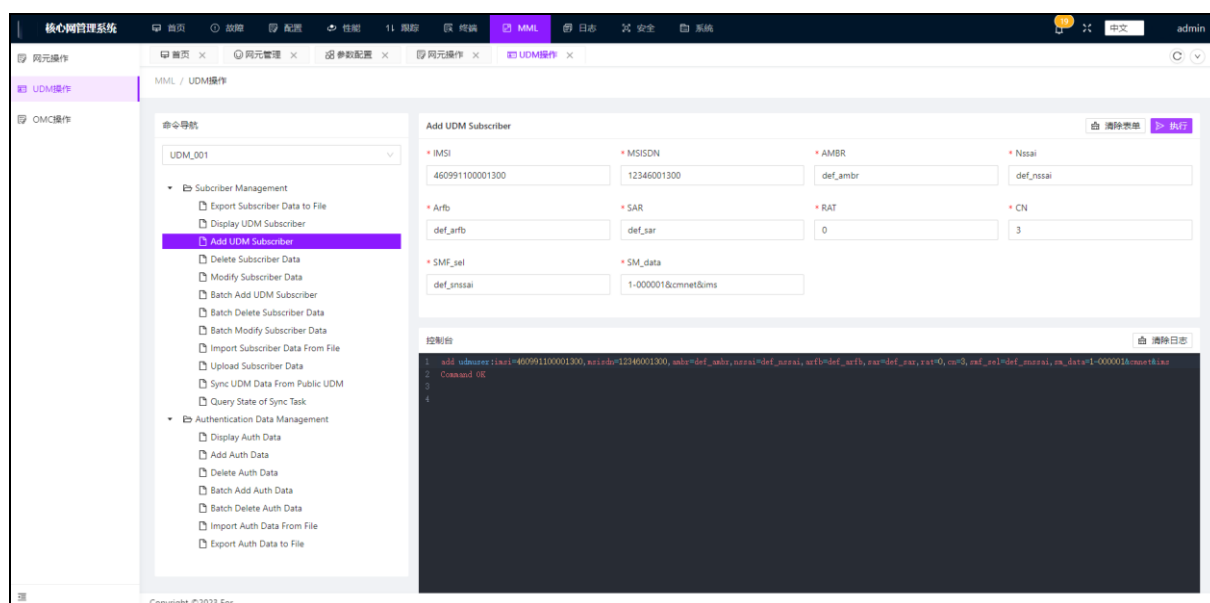 核心网管理系统 首页 故障 配置 性能 跟踪 终端 MML 日志 安全 系统 19 中文 admin
网元操作 首页 网元管理 参数配置 网元操作 UDM操作
UDM操作 MML / UDM操作
OMC操作
命令导航
UDM_001
Subcriber Management
Export Subscriber Data to File
Display UDM Subscriber
Add UDM Subscriber
Delete Subscriber Data
Modify Subscriber Data
Batch Add UDM Subscriber
Batch Delete Subscriber Data
Batch Modify Subscriber Data
Import Subscriber Data From File
Upload Subscriber Data
Sync UDM Data From Public UDM
Query State of Sync Task
Authentication Data Management
Display Auth Data
Add Auth Data
Delete Auth Data
Batch Add Auth Data
Batch Delete Auth Data
Import Auth Data From File
Export Auth Data to File
Add UDM Subscriber 清除表单 执行
* IMSI * MSISDN * AMBR * Nssai
460991100001300 12346001300 def_ambr def_nssai
* Arfb * SAR * RAT * CN
def_arfb def_sar 0 3
* SMF_sel * SM_data
def_snssai 1-000001&cmnet&ims
控制台 清除日志
1 add udmuser:imsi=460991100001300,msisdn=12346001300,ambr=def_ambr,nssai=def_nssai,arfb=def_arfb,sar=def_sar,rat=0,cn=3,smf_sel=def_snssai,sm_data=1-000001&cmnet&ims
2 Command OK
3
4